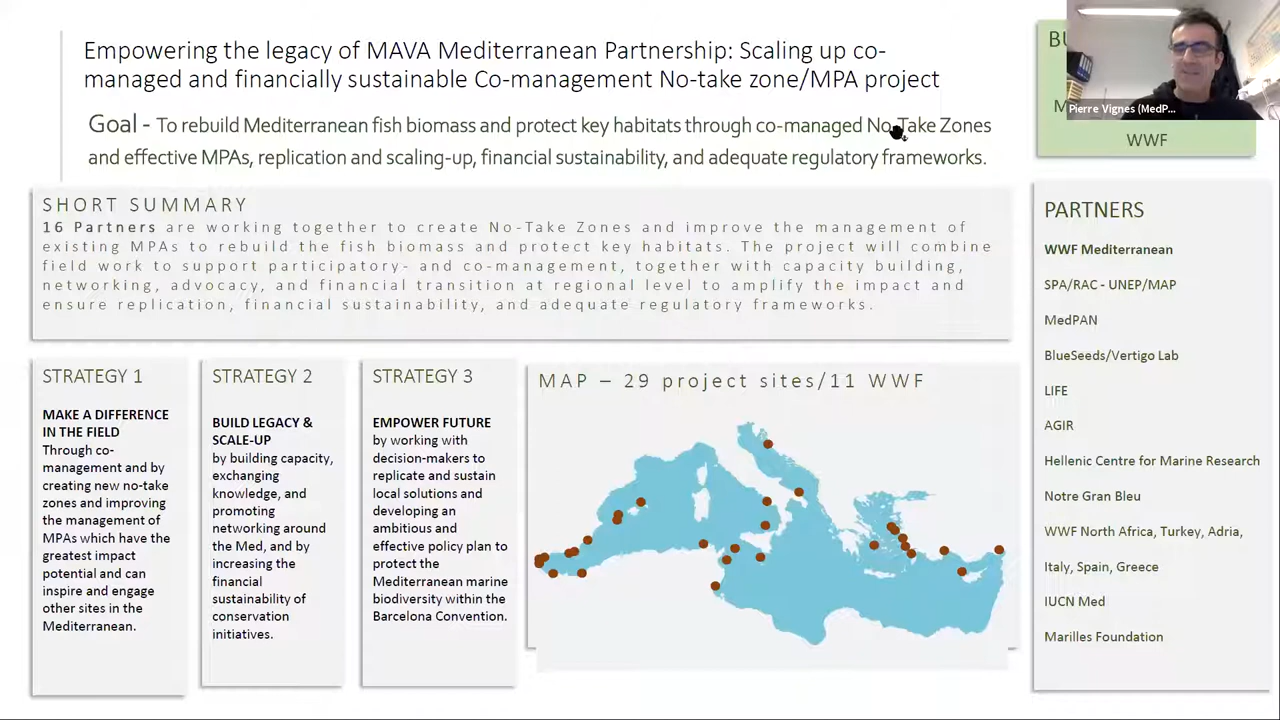 Empowering the legacy of MAVA Mediterranean Partnership: Scaling up co-
managed and financially sustainable Co-management No-take zone/MPA project
Goal - To rebuild Mediterranean fish biomass and protect key habitats through co-managed No-Take Zones
and effective MPAs, replication and scaling-up, financial sustainability, and adequate regulatory frameworks.
Pierre Vignes (MedP...
WWF
SHORT SUMMARY
16 Partners are working together to create No-Take Zones and improve the management of
existing MPAs to rebuild the fish biomass and protect key habitats. The project will combine
field work to support participatory- and co-management, together with capacity building,
networking, advocacy, and financial transition at regional level to amplify the impact and
ensure replication, financial sustainability, and adequate regulatory frameworks.
STRATEGY 1
MAKE A DIFFERENCE
IN THE FIELD
Through co-
management and by
creating new no-take
zones and improving
the management of
MPAs which have the
greatest impact
potential and can
inspire and engage
other sites in the
Mediterranean.
STRATEGY 2
BUILD LEGACY &
SCALE-UP
by building capacity,
exchanging
knowledge, and
promoting
networking around
the Med, and by
increasing the
financial
sustainability of
conservation
initiatives.
STRATEGY 3
EMPOWER FUTURE
by working with
decision-makers to
replicate and sustain
local solutions and
developing an
ambitious and
effective policy plan to
protect the
Mediterranean marine
biodiversity within the
Barcelona Convention.
MAP – 29 project sites/11 WWF
PARTNERS
WWF Mediterranean
SPA/RAC - UNEP/MAP
MedPAN
BlueSeeds/Vertigo Lab
LIFE
AGIR
Hellenic Centre for Marine Research
Notre Gran Bleu
WWF North Africa, Turkey, Adria,
Italy, Spain, Greece
IUCN Med
Marilles Foundation